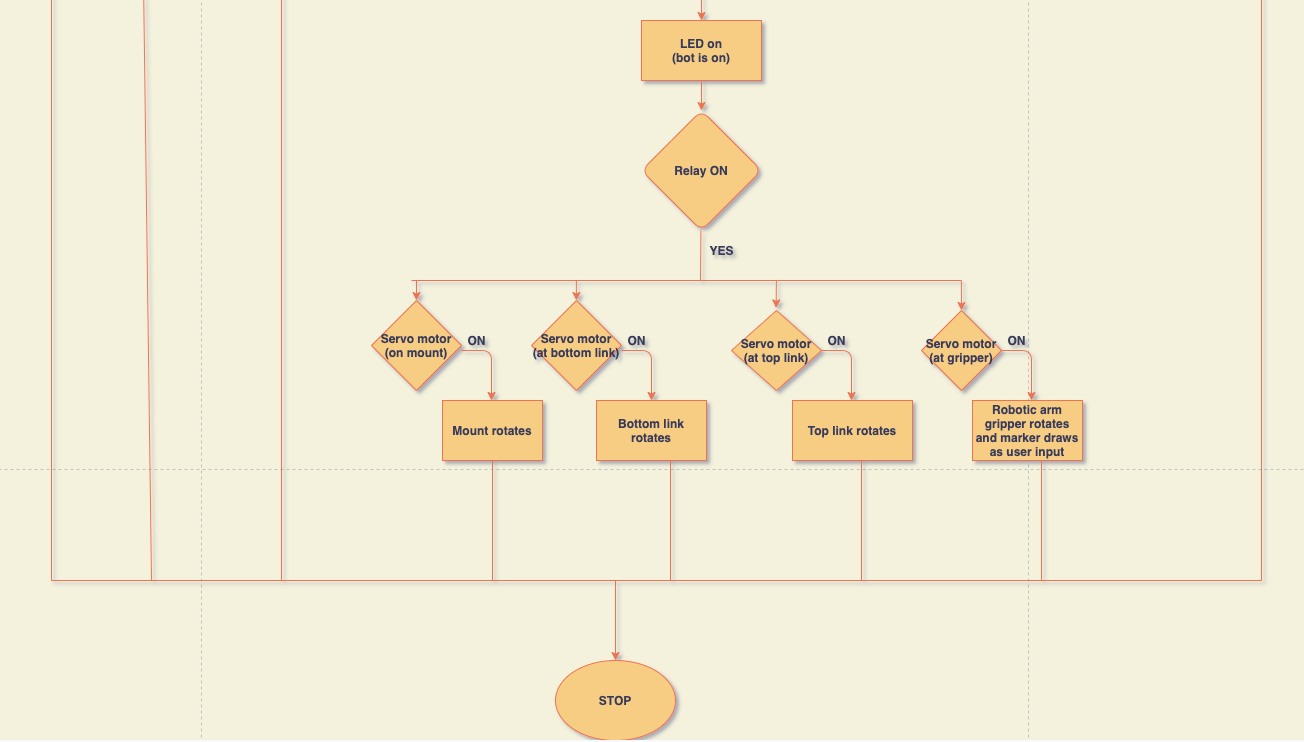 LED on
(bot is on)
Relay ON
YES
Servo motor
(on mount)
ON
Servo motor
(at bottom link)
ON
Servo motor
(at top link)
ON
Servo motor
(at gripper)
ON
Mount rotates
Bottom link
rotates
Top link rotates
Robotic arm
gripper rotates
and marker draws
as user input
STOP